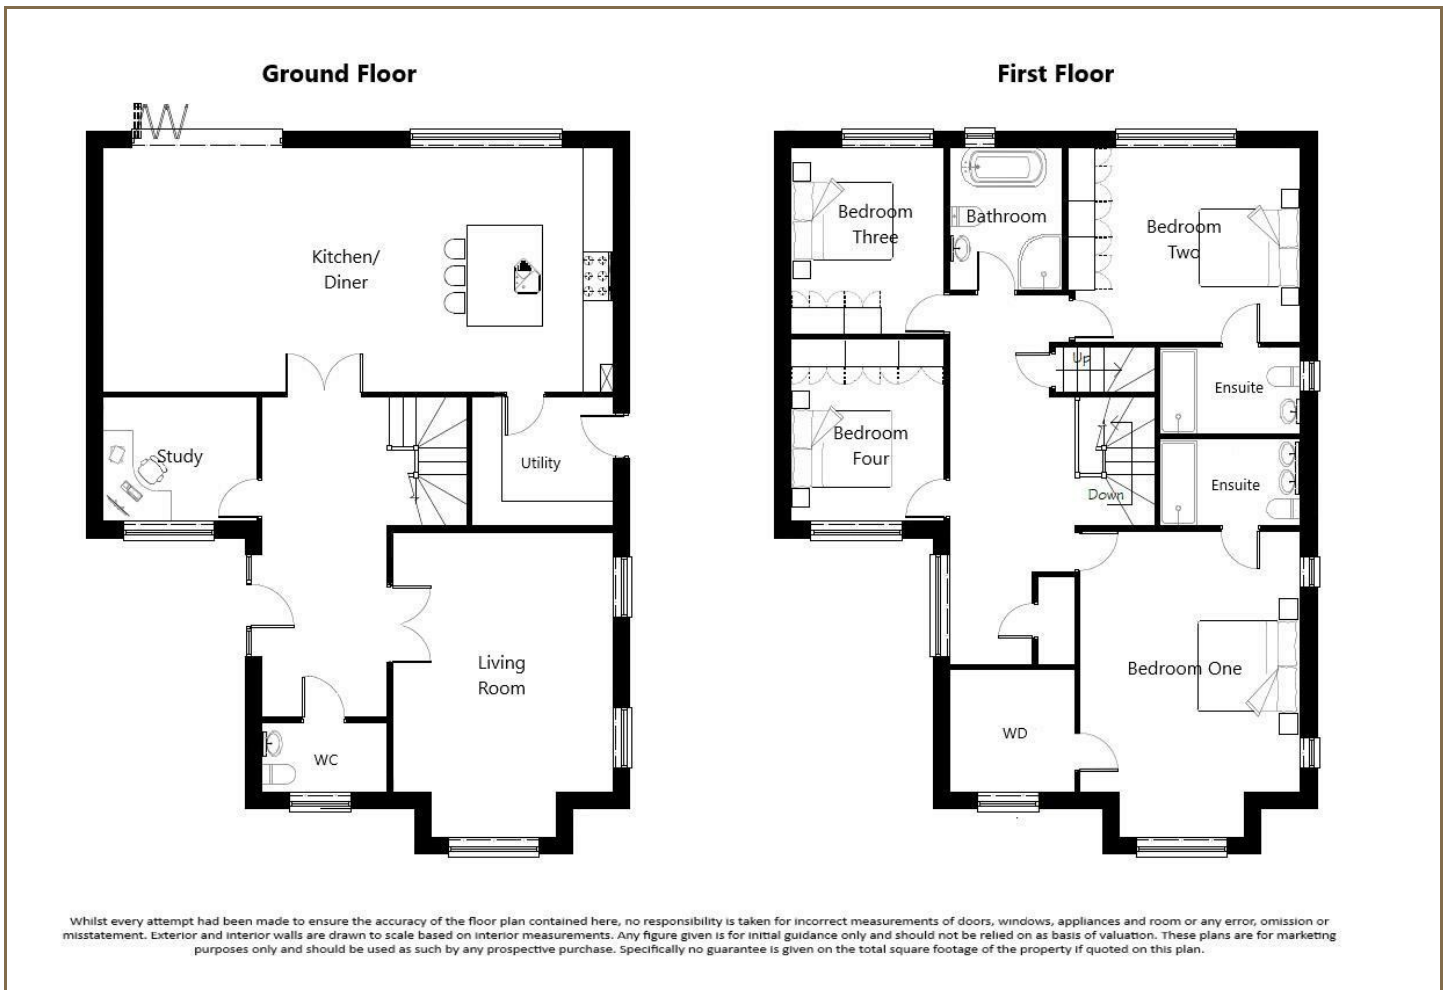 Ground Floor
First Floor
Kitchen/
Diner
Study
Utility
Living
Room
WC
Bedroom
Three
Bathroom
Bedroom
Two
Up
Ensuite
Bedroom
Four
Down
Ensuite
Bedroom One
WD
Whilst every attempt had been made to ensure the accuracy of the floor plan contained here, no responsibility is taken for incorrect measurements of doors, windows, appliances and room or any error, omission or
misstatement. Exterior and interior walls are drawn to scale based on interior measurements. Any figure given is for initial guidance only and should not be relied on as basis of valuation. These plans are for marketing
purposes only and should be used as such by any prospective purchase. Specifically no guarantee is given on the total square footage of the property if quoted on this plan.